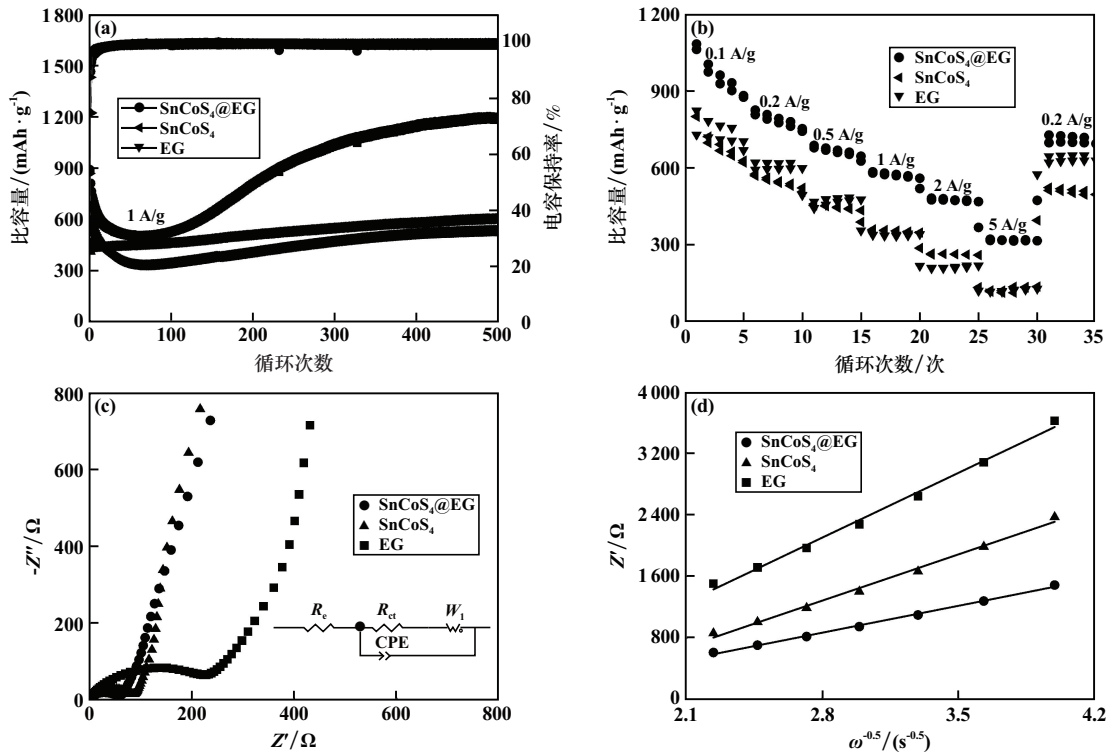 (a)
1 800
1 500
1 200
900
600
300
0
比容量/(mAh·g⁻¹)
SnCoS₄@EG
SnCoS₄
EG
1 A/g
100
80
60
40
20
0
电容保持率/%
0 100 200 300 400 500
循环次数
(b)
1 200
900
600
300
0
比容量/(mAh·g⁻¹)
SnCoS₄@EG
SnCoS₄
EG
0.1 A/g
0.2 A/g
0.5 A/g
1 A/g
2 A/g
5 A/g
0.2 A/g
0 5 10 15 20 25 30 35
循环次数/次
(c)
800
600
400
200
0
-Z″/Ω
SnCoS₄@EG
SnCoS₄
EG
Rₑ
R_ct
W₁
CPE
0 200 400 600 800
Z′/Ω
(d)
4 000
3 200
2 400
1 600
800
0
Z′/Ω
SnCoS₄@EG
SnCoS₄
EG
2.1 2.8 3.5 4.2
ω⁻⁰·⁵/(s⁻⁰·⁵)